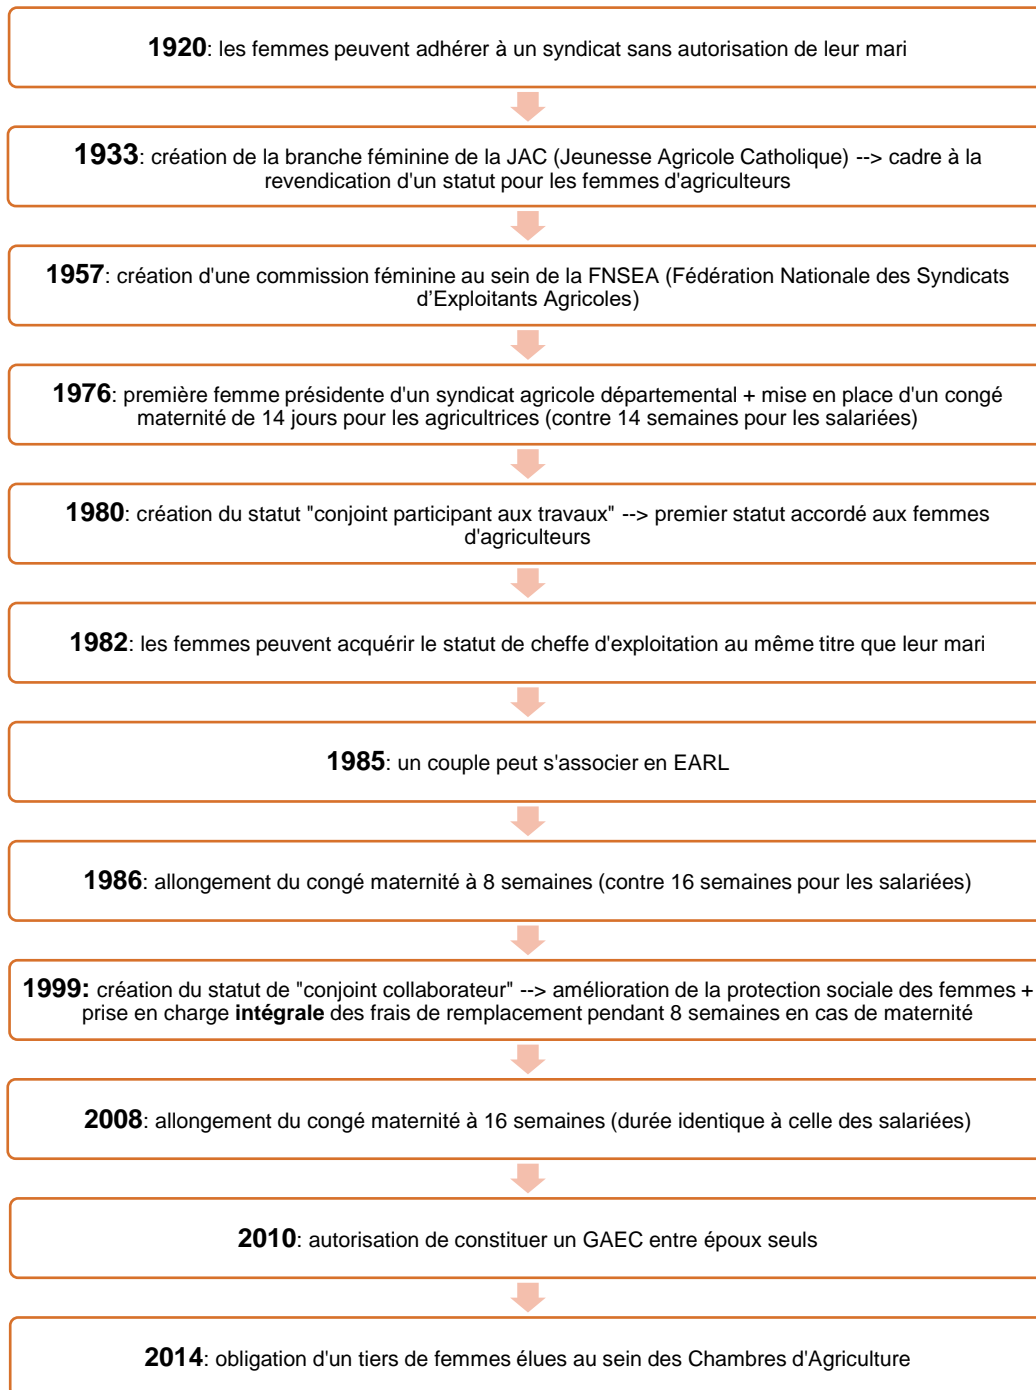 1920: les femmes peuvent adhérer à un syndicat sans autorisation de leur mari
1933: création de la branche féminine de la JAC (Jeunesse Agricole Catholique) --> cadre à la
revendication d'un statut pour les femmes d'agriculteurs
1957: création d'une commission féminine au sein de la FNSEA (Fédération Nationale des Syndicats
d’Exploitants Agricoles)
1976: première femme présidente d'un syndicat agricole départemental + mise en place d'un congé
maternité de 14 jours pour les agricultrices (contre 14 semaines pour les salariées)
1980: création du statut "conjoint participant aux travaux" --> premier statut accordé aux femmes
d'agriculteurs
1982: les femmes peuvent acquérir le statut de cheffe d'exploitation au même titre que leur mari
1985: un couple peut s'associer en EARL
1986: allongement du congé maternité à 8 semaines (contre 16 semaines pour les salariées)
1999: création du statut de "conjoint collaborateur" --> amélioration de la protection sociale des femmes +
prise en charge intégrale des frais de remplacement pendant 8 semaines en cas de maternité
2008: allongement du congé maternité à 16 semaines (durée identique à celle des salariées)
2010: autorisation de constituer un GAEC entre époux seuls
2014: obligation d'un tiers de femmes élues au sein des Chambres d'Agriculture